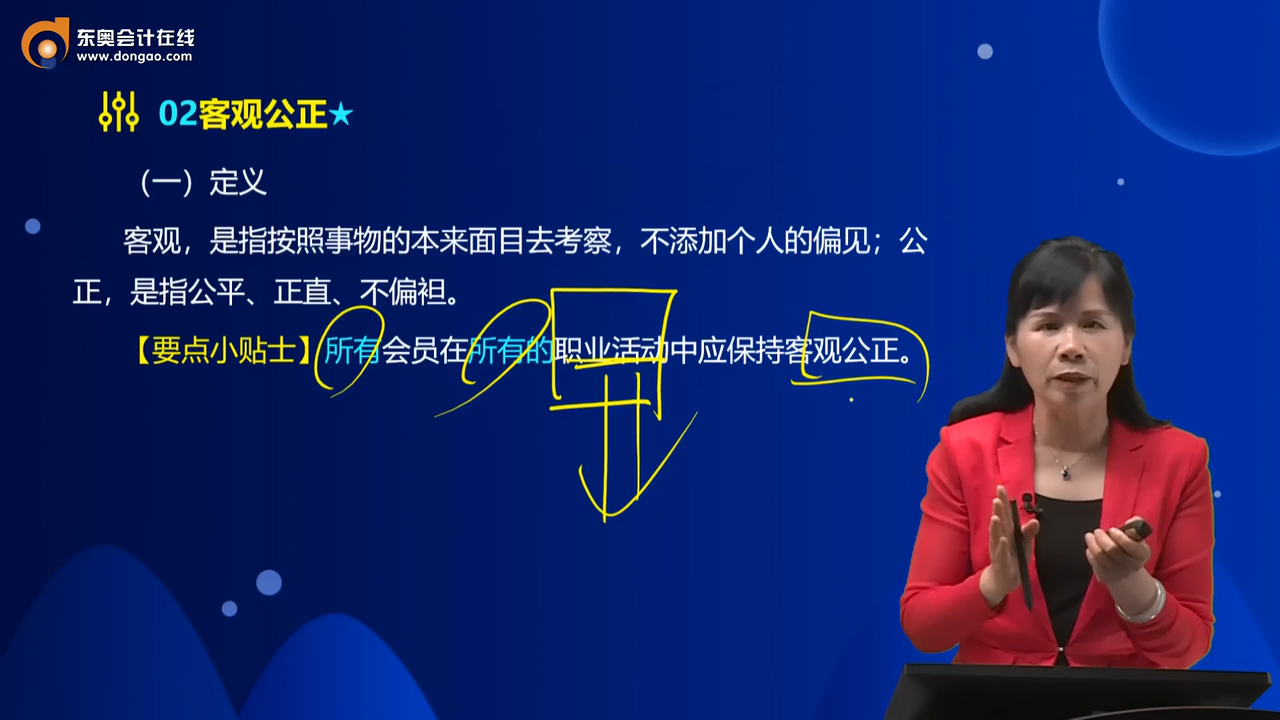 东奥会计在线
www.dongao.com
02客观公正★
（一）定义
客观，是指按照事物的本来面目去考察，不添加个人的偏见；公
正，是指公平、正直、不偏袒。
【要点小贴士】所有会员在所有的职业活动中应保持客观公正。